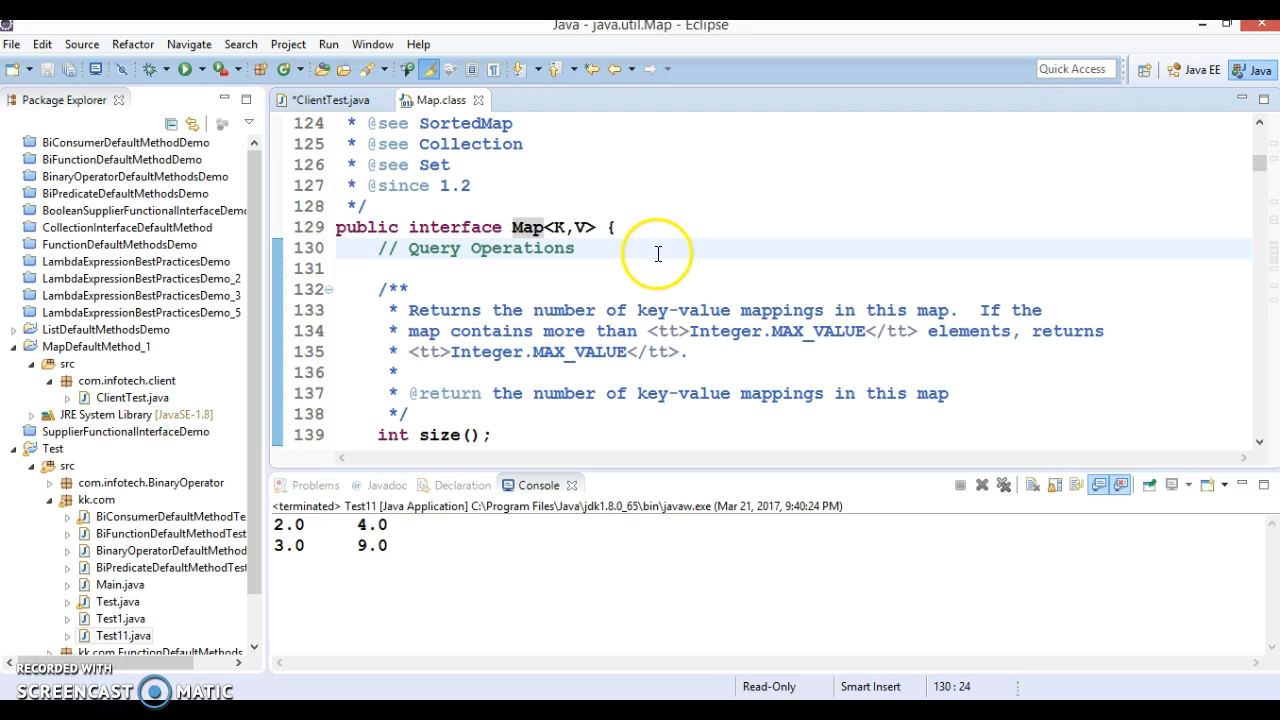 Java - java.util.Map - Eclipse
File Edit Source Refactor Navigate Search Project Run Window Help
Quick Access
Java EE
Java
Package Explorer
BiConsumerDefaultMethodDemo
BiFunctionDefaultMethodDemo
BinaryOperatorDefaultMethodsDemo
BiPredicateDefaultMethodsDemo
BooleanSupplierFunctionalInterfaceDemo
CollectionInterfaceDefaultMethod
FunctionDefaultMethodsDemo
LambdaExpressionBestPracticesDemo
LambdaExpressionBestPracticesDemo_2
LambdaExpressionBestPracticesDemo_3
LambdaExpressionBestPracticesDemo_5
ListDefaultMethodsDemo
MapDefaultMethod_1
src
com.infotech.client
ClientTest.java
JRE System Library [JavaSE-1.8]
SupplierFunctionalInterfaceDemo
Test
src
com.infotech.BinaryOperator
kk.com
BiConsumerDefaultMethodTe
BiFunctionDefaultMethodTest
BinaryOperatorDefaultMethod
BiPredicateDefaultMethodTest
Main.java
Test.java
Test1.java
Test11.java
kk.com.FunctionDefaultMethods
*ClientTest.java
Map.class
124 * @see SortedMap
125 * @see Collection
126 * @see Set
127 * @since 1.2
128 */
129 public interface Map<K,V> {
130 // Query Operations
131
132 /**
133 * Returns the number of key-value mappings in this map.  If the
134 * map contains more than <tt>Integer.MAX_VALUE</tt> elements, returns
135 * <tt>Integer.MAX_VALUE</tt>.
136 *
137 * @return the number of key-value mappings in this map
138 */
139 int size();
Problems @ Javadoc Declaration Console
<terminated> Test11 [Java Application] C:\Program Files\Java\jdk1.8.0_65\bin\javaw.exe (Mar 21, 2017, 9:40:24 PM)
2.0 4.0
3.0 9.0
RECORDED WITH
SCREENCAST MATIC
Read-Only
Smart Insert
130 : 24